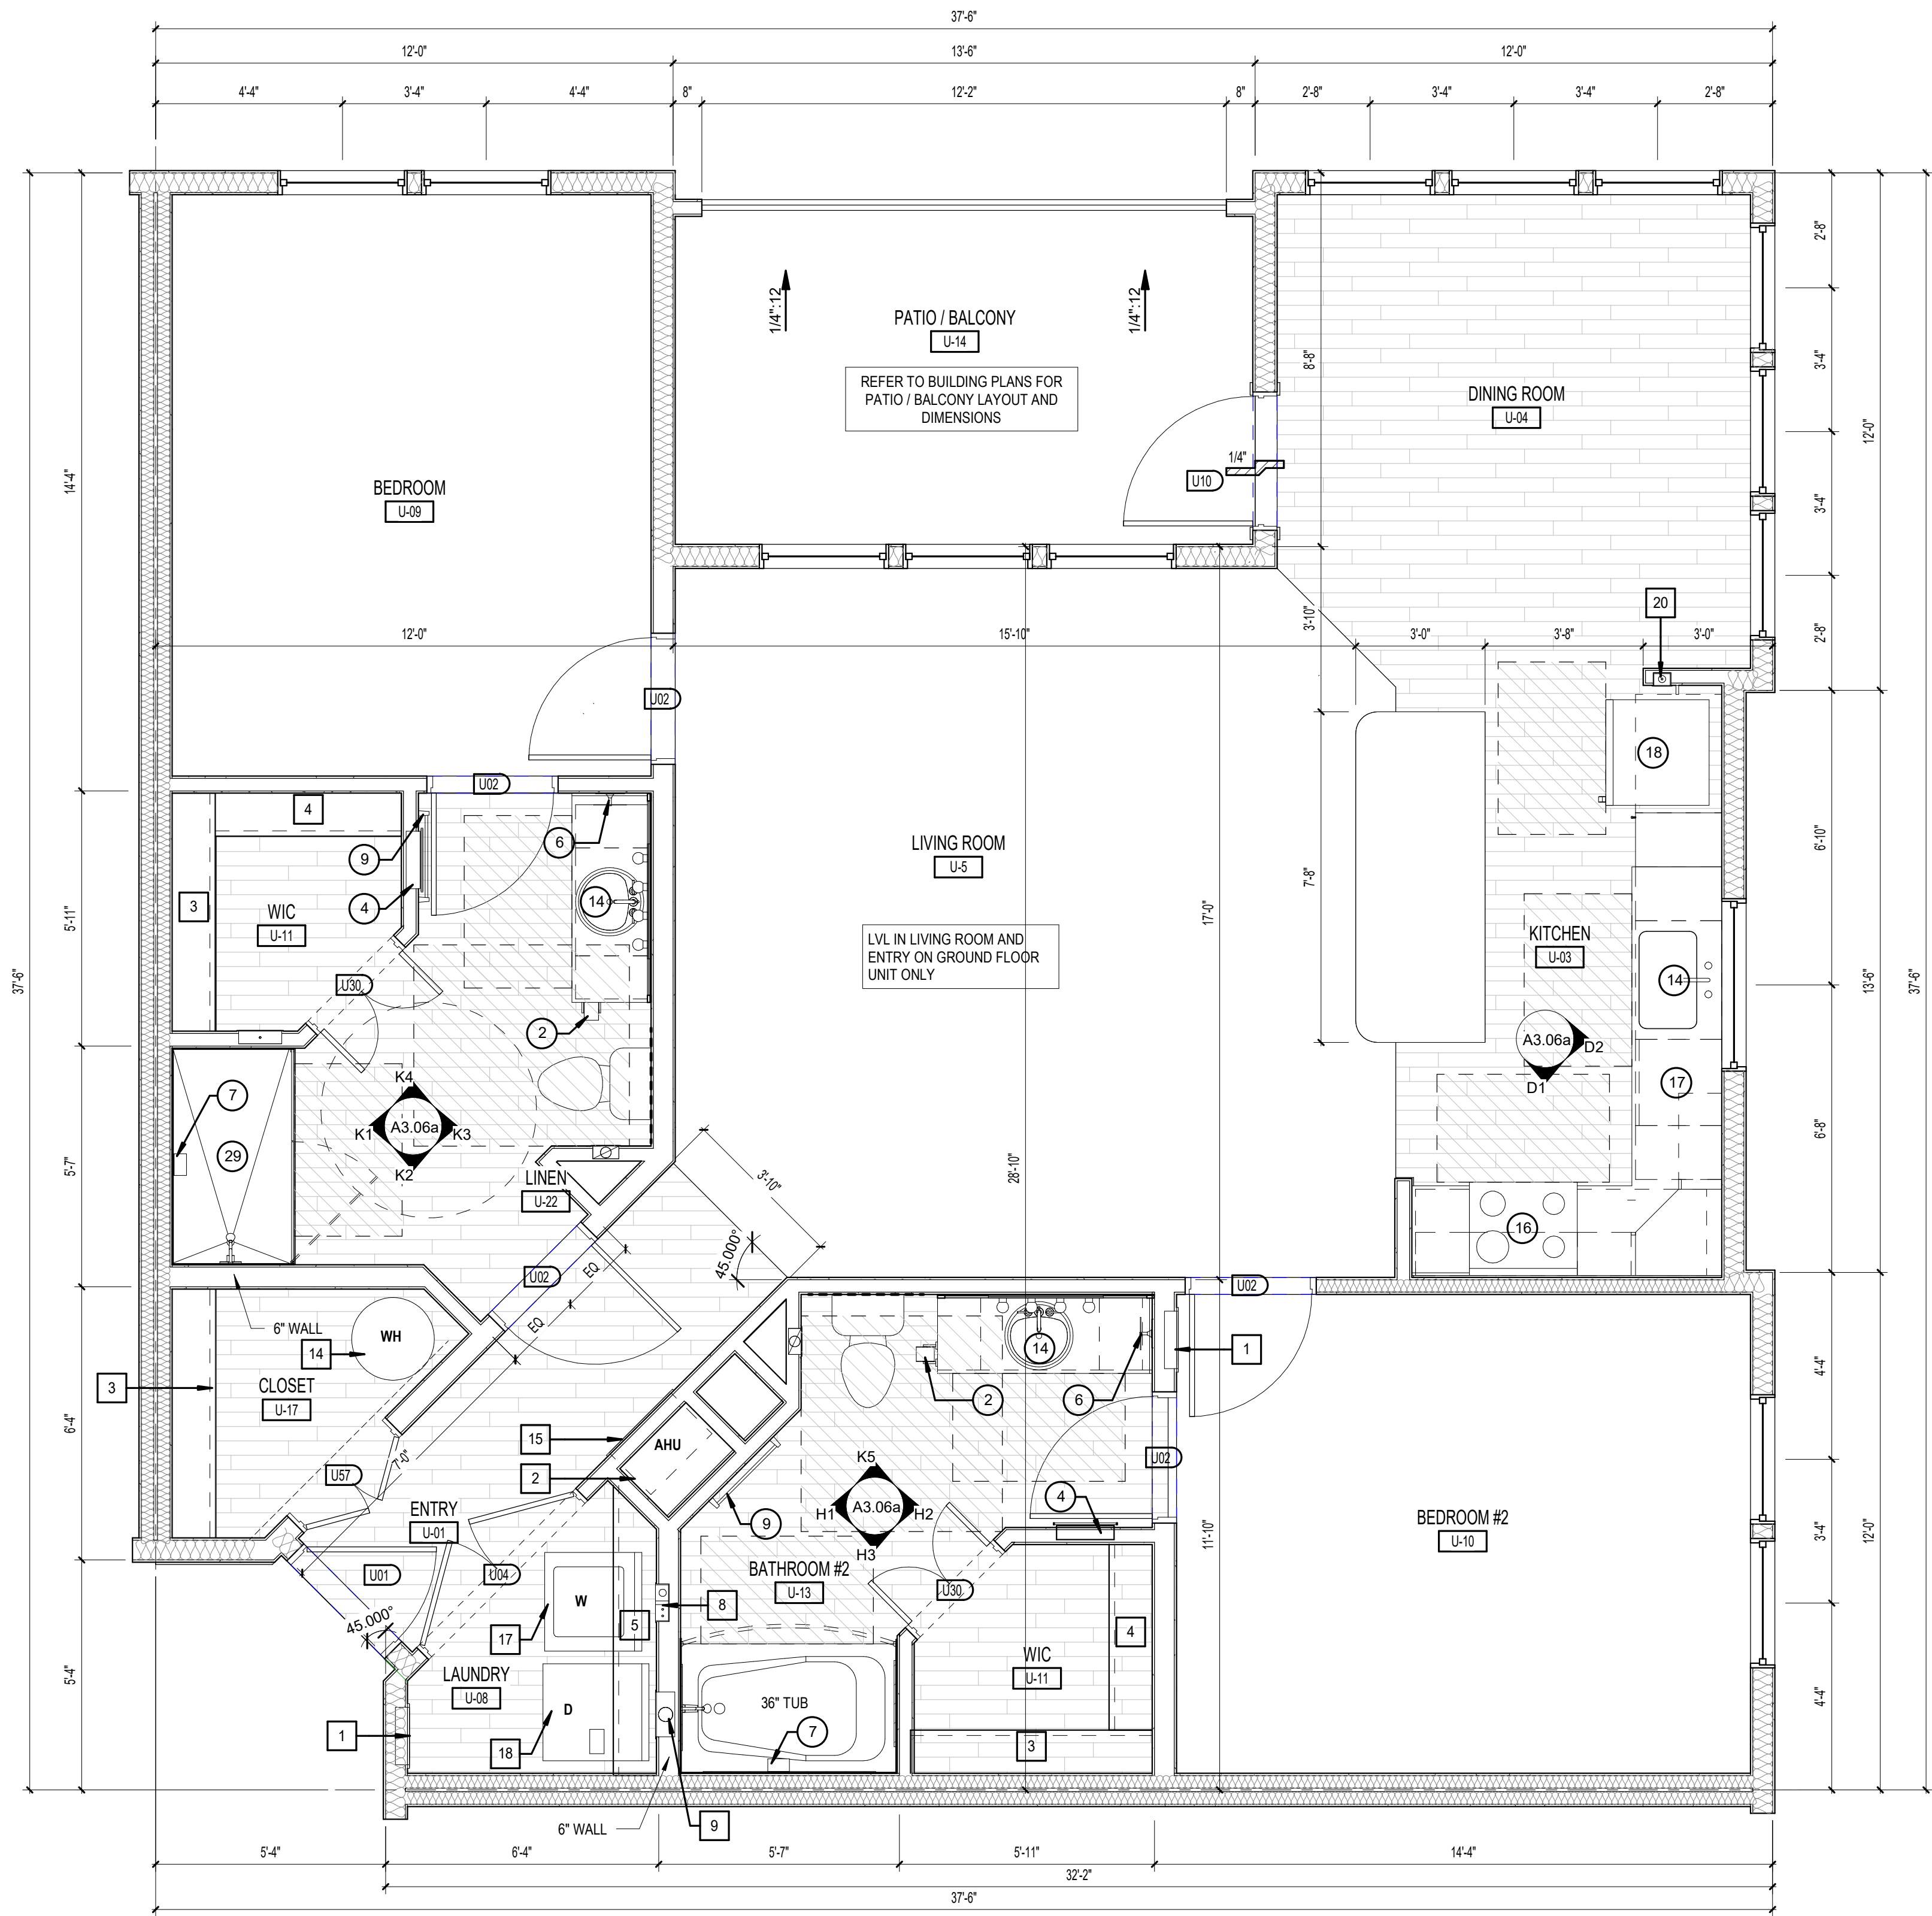 37'-6"
12'-0"
13'-6"
12'-0"
4'-4"
3'-4"
4'-4"
8"
12'-2"
8"
2'-8"
3'-4"
3'-4"
2'-8"
1/4":12
1/4":12
PATIO / BALCONY
U-14
REFER TO BUILDING PLANS FOR
PATIO / BALCONY LAYOUT AND
DIMENSIONS
8'-8"
DINING ROOM
U-04
2'-8"
3'-4"
12'-0"
3'-4"
2'-8"
14'-4"
BEDROOM
U-09
1/4"
U10
20
12'-0"
15'-10"
3'-10"
3'-0"
3'-8"
3'-0"
U02
U02
18
4
6
9
4
3
14
WIC
U-11
LIVING ROOM
U-5
7'-8"
17'-0"
6'-10"
5'-11"
LVL IN LIVING ROOM AND
ENTRY ON GROUND FLOOR
UNIT ONLY
KITCHEN
U-03
14
37'-6"
13'-6"
37'-6"
U30
2
A3.06a
D2
D1
17
7
K4
K1
A3.06a
K3
K2
29
5'-7"
6'-8"
LINEN
U-22
3'-10"
28'-10"
16
45.000°
U02
EQ
EQ
U02
6" WALL
14
WH
3
CLOSET
U-17
14
2
6
1
4'-4"
6'-4"
15
AHU
2
7'-0"
U57
U02
K5
H1
A3.06a
H2
H3
4
9
ENTRY
U-01
U01
U04
BEDROOM #2
U-10
3'-4"
12'-0"
11'-10"
BATHROOM #2
U-13
U30
W
5
8
17
45.000°
4
WIC
U-11
LAUNDRY
U-08
5'-4"
4'-4"
D
36" TUB
7
1
18
3
6" WALL
9
5'-4"
6'-4"
5'-7"
5'-11"
14'-4"
32'-2"
37'-6"